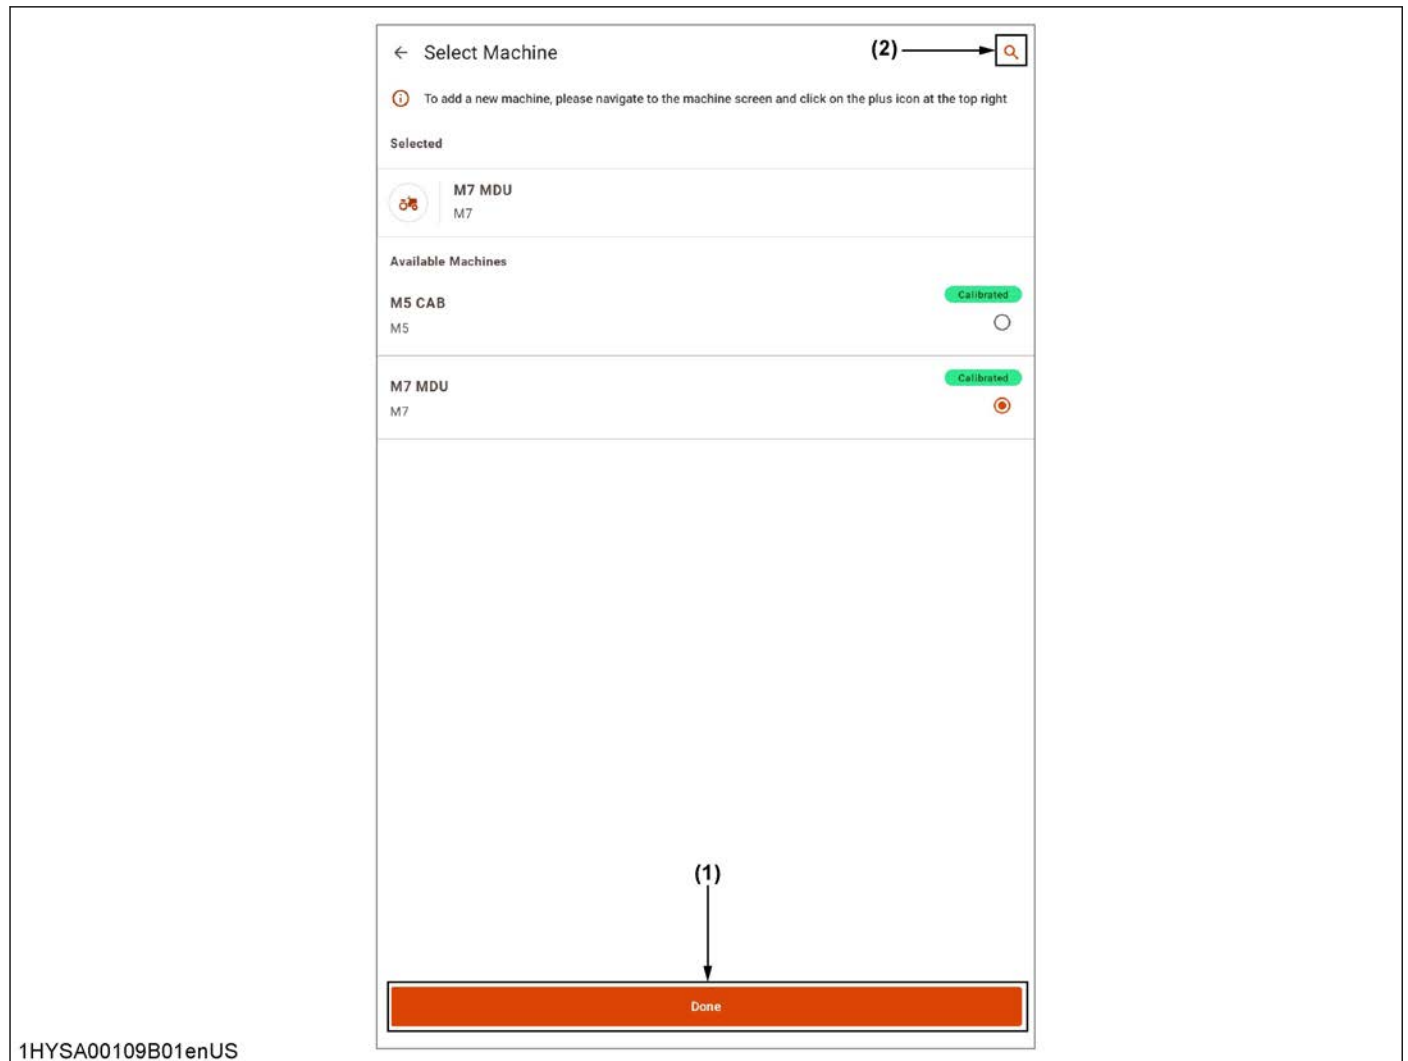 ← Select Machine
(2)
To add a new machine, please navigate to the machine screen and click on the plus icon at the top right
Selected
M7 MDU
M7
Available Machines
Calibrated
M5 CAB
M5
Calibrated
M7 MDU
M7
(1)
Done
1HYSA00109B01enUS